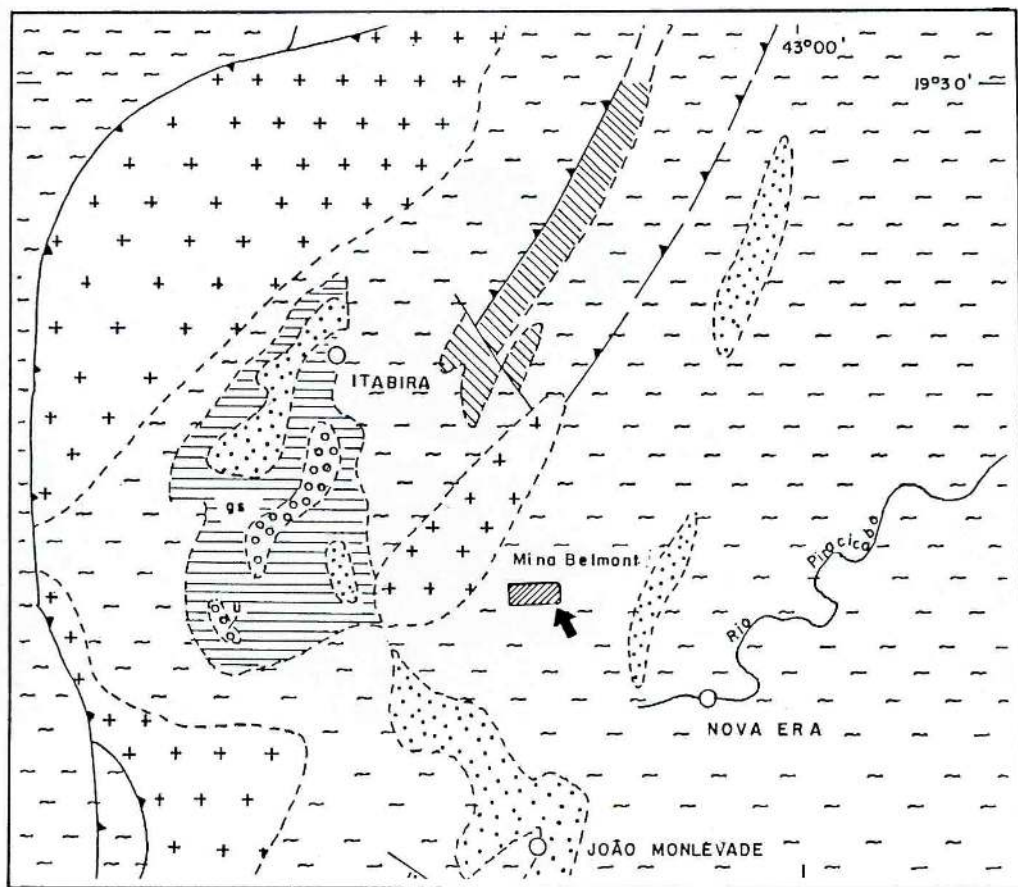 43°00'
19°30'
ITABIRA
gs
Mina Belmont
u
Rio Piracicaba
NOVA ERA
JOÃO MONLEVADE